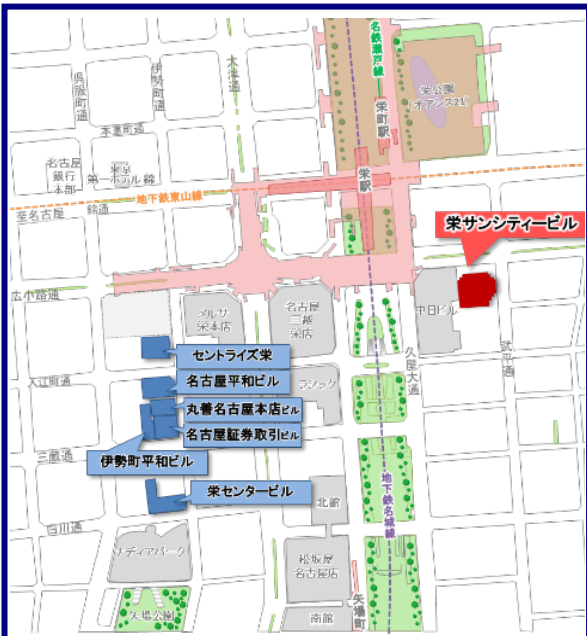 名鉄瀬戸線
大津通
伊勢町通
呉服町通
栄公園
(オアシス21)
栄町駅
本重町通
名古屋
銀行
本部
東京
第一ホテル錦
栄駅
地下鉄東山線
至名古屋
錦通
栄サンシティービル
広小路通
メルサ
栄本店
名古屋
三越
栄店
中日ビル
武平通
久屋大通
セントライズ栄
入江町通
名古屋平和ビル
ラシック
丸善名古屋本店ビル
名古屋証券取引ビル
三蔵通
伊勢町平和ビル
地下鉄名城線
栄センタービル
北館
白川通
ナディアパーク
松坂屋
名古屋店
矢場町
矢場公園
南館